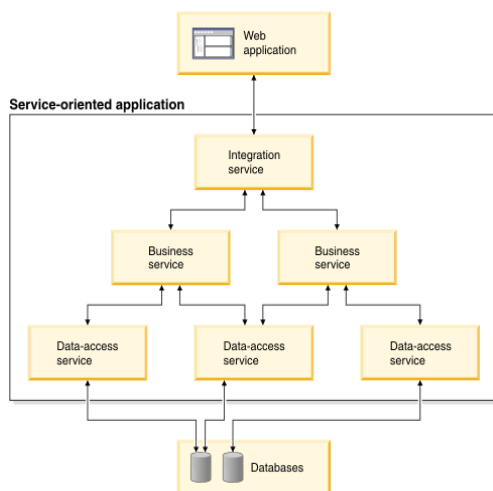 Web
application
Service-oriented application
Integration
service
Business
service
Business
service
Data-access
service
Data-access
service
Data-access
service
Databases